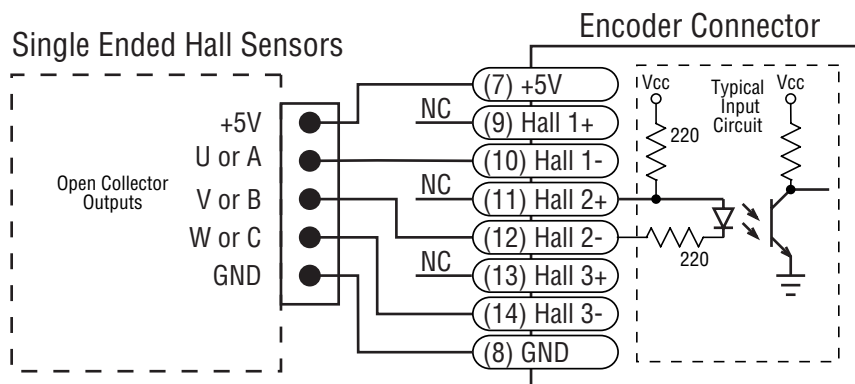 Encoder Connector
Single Ended Hall Sensors
Open Collector
Outputs
+5V
U or A
V or B
W or C
GND
NC
NC
NC
(7) +5V
(9) Hall 1+
(10) Hall 1-
(11) Hall 2+
(12) Hall 2-
(13) Hall 3+
(14) Hall 3-
(8) GND
Vcc
Typical
Input
Circuit
Vcc
220
220